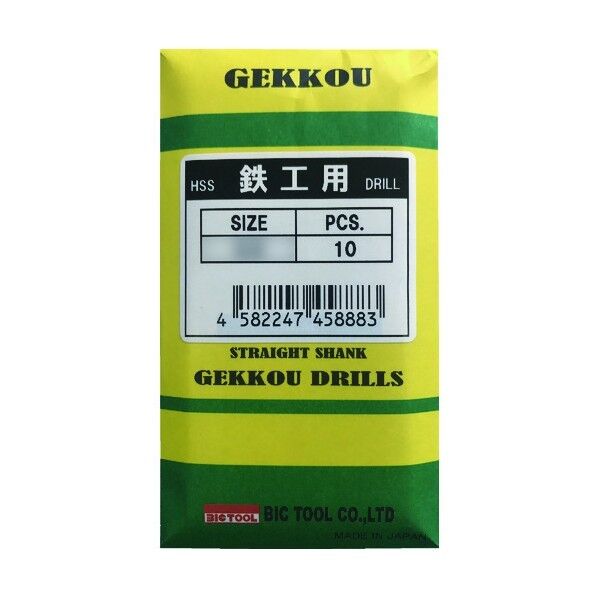 GEKKOU
HSS 鉄工用 DRILL
SIZE PCS.
10
4 582247 458883
STRAIGHT SHANK
GEKKOU DRILLS
BIC TOOL BIC TOOL CO.,LTD
MADE IN JAPAN